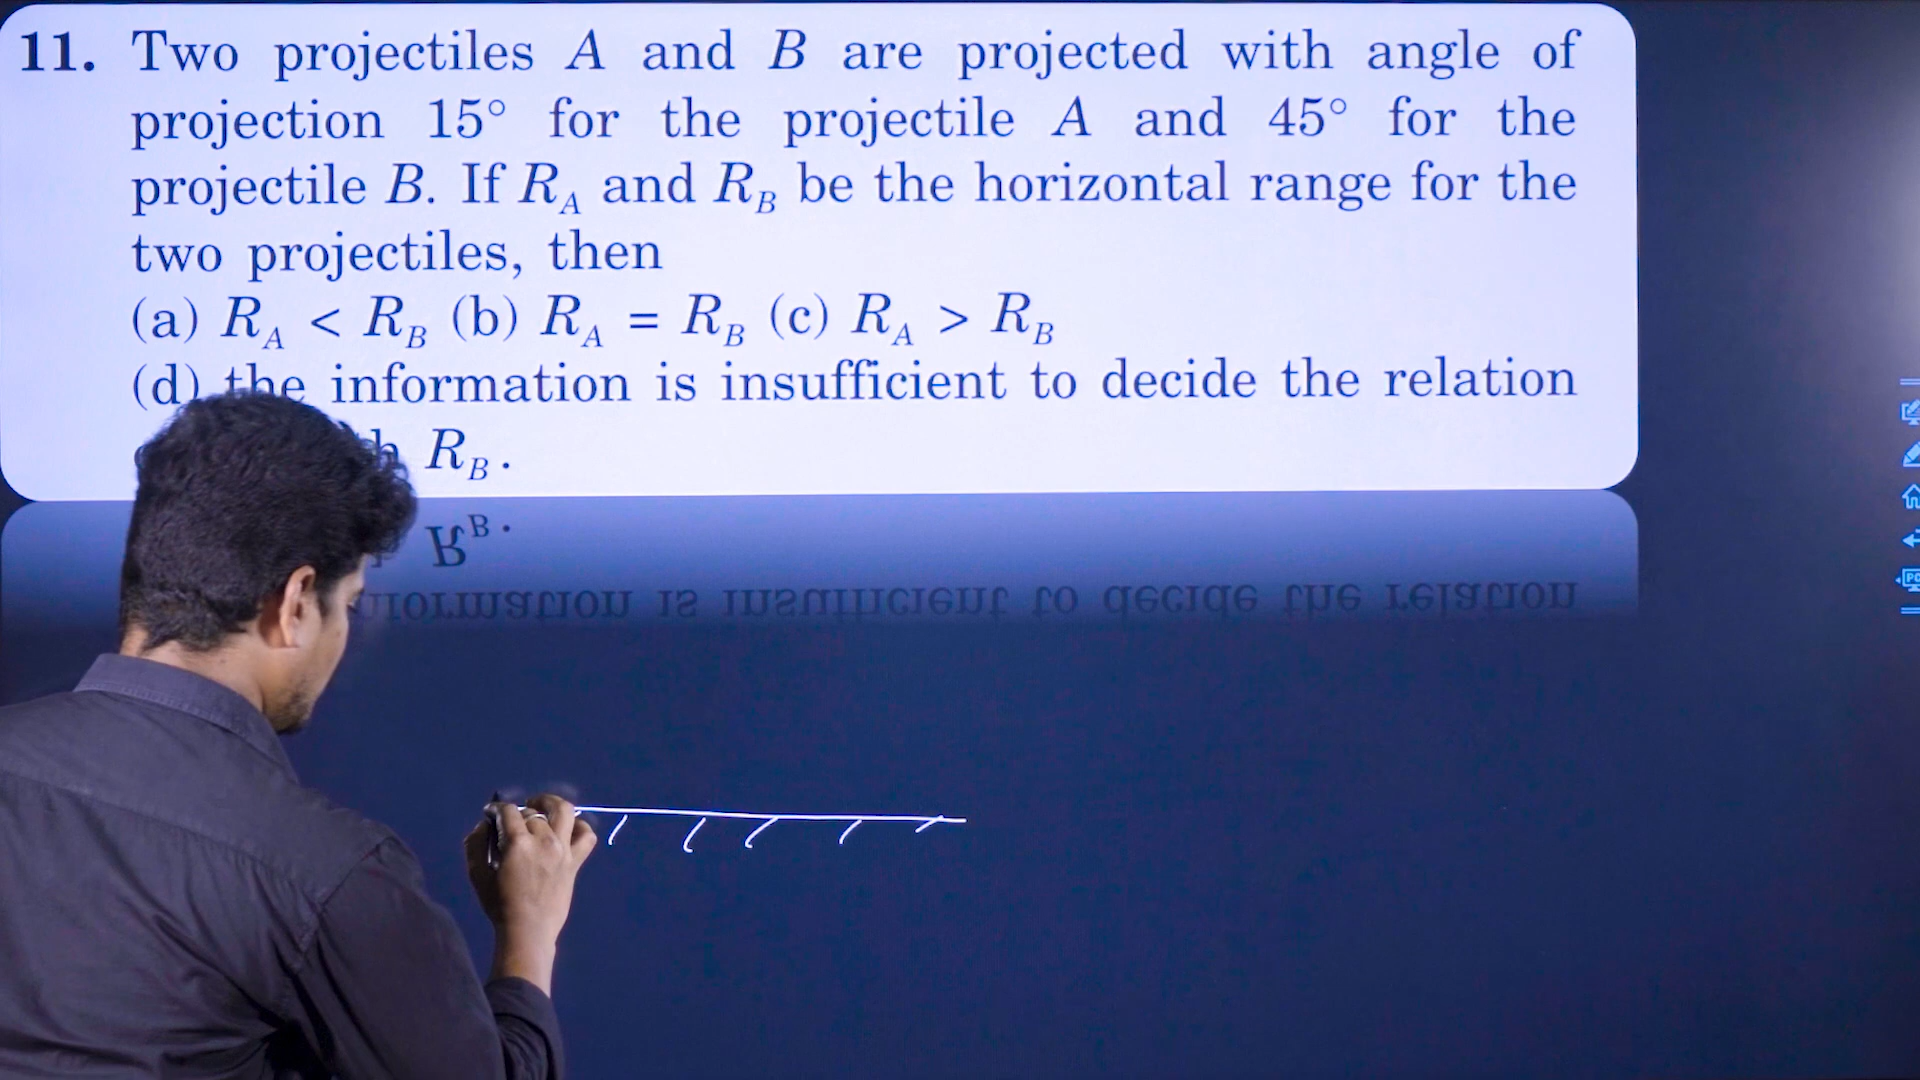 11. Two projectiles A and B are projected with angle of
projection 15° for the projectile A and 45° for the
projectile B. If R_A and R_B be the horizontal range for the
two projectiles, then
(a) R_A < R_B (b) R_A = R_B (c) R_A > R_B
(d) the information is insufficient to decide the relation
R_B.